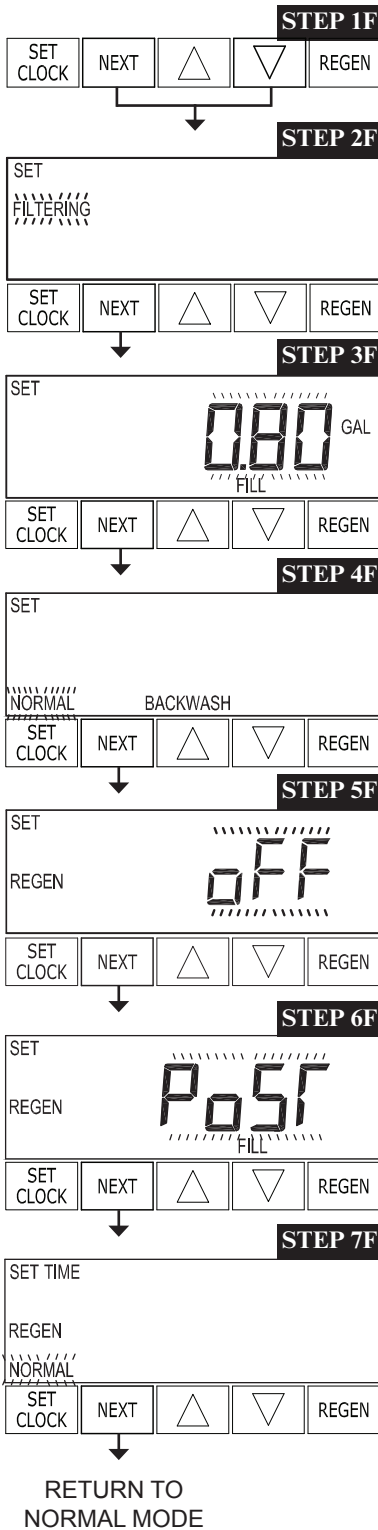 STEP 1F
SET CLOCK NEXT REGEN
STEP 2F
SET
FILTERING
SET CLOCK NEXT REGEN
STEP 3F
SET
0.80 GAL
FILL
SET CLOCK NEXT REGEN
STEP 4F
SET
NORMAL BACKWASH
SET CLOCK NEXT REGEN
STEP 5F
SET
REGEN oFF
SET CLOCK NEXT REGEN
STEP 6F
SET
REGEN PoST
FILL
SET CLOCK NEXT REGEN
STEP 7F
SET TIME
REGEN
NORMAL
SET CLOCK NEXT REGEN
RETURN TO
NORMAL MODE